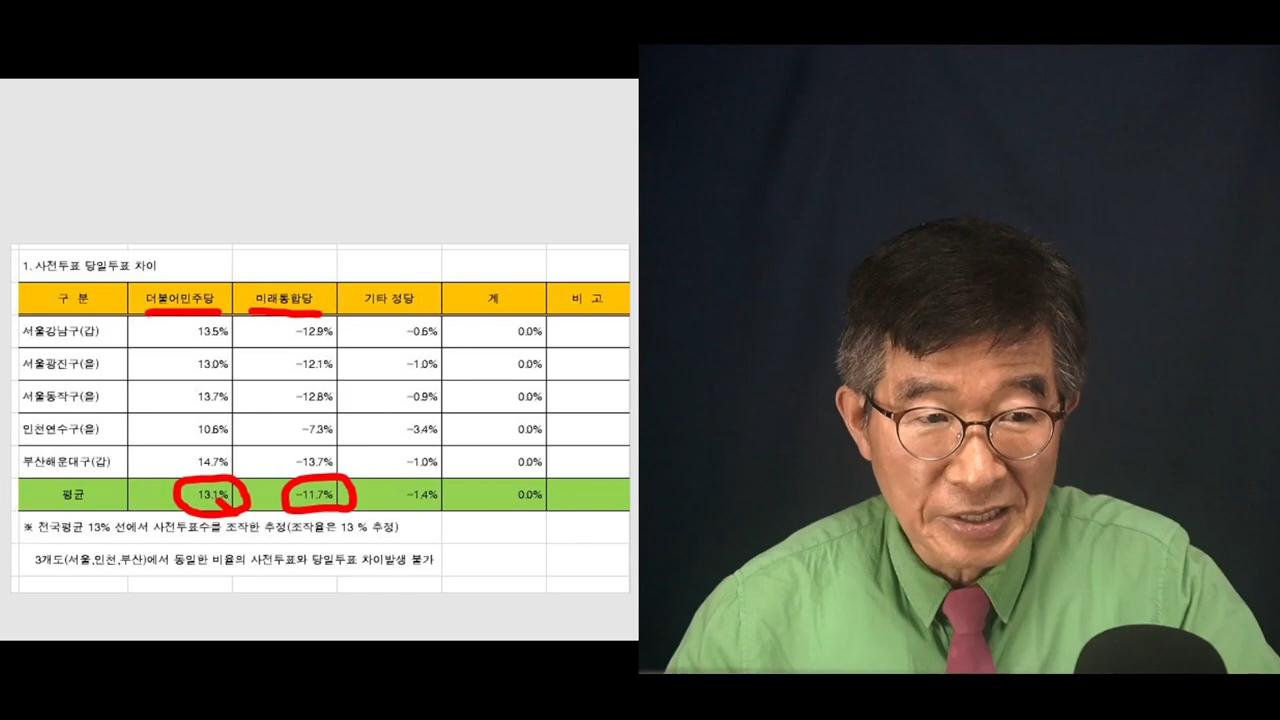 1. 사전투표 당일투표 차이
구 분 더불어민주당 미래통합당 기타 정당 계 비 고
서울강남구(갑) 13.5% -12.9% -0.6% 0.0%
서울광진구(을) 13.0% -12.1% -1.0% 0.0%
서울동작구(을) 13.7% -12.8% -0.9% 0.0%
인천연수구(을) 10.6% -7.3% -3.4% 0.0%
부산해운대구(갑) 14.7% -13.7% -1.0% 0.0%
평균 13.1% -11.7% -1.4% 0.0%
※ 전국평균 13% 선에서 사전투표수를 조작한 추정(조작율은 13 % 추정)
3개도(서울,인천,부산)에서 동일한 비율의 사전투표와 당일투표 차이발생 불가